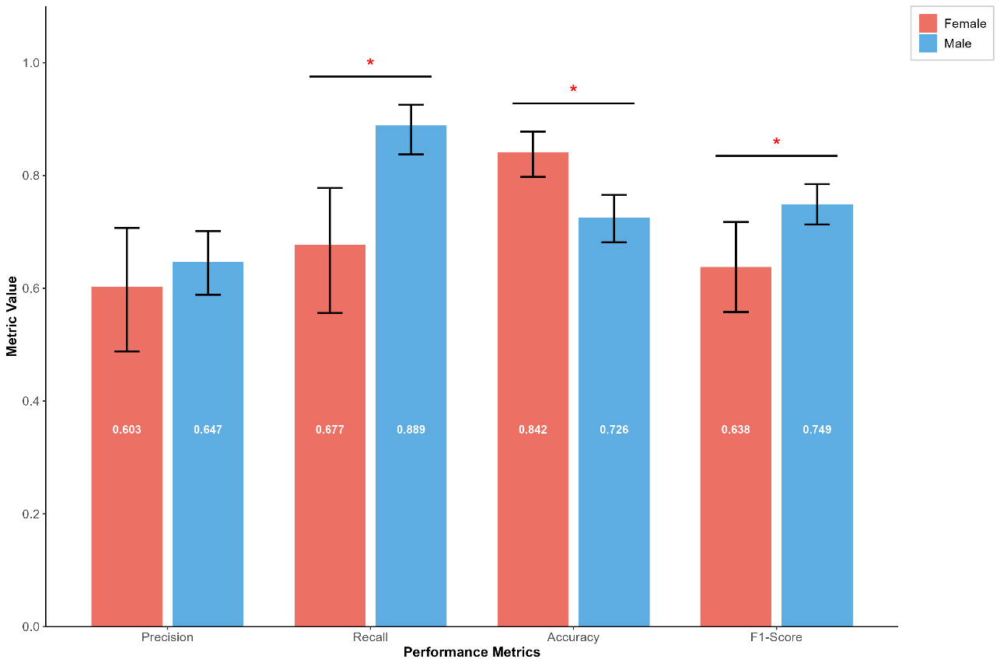 Female
Male
*
*
*
1.0
0.8
0.6
0.4
0.2
0.0
Metric Value
0.603
0.647
0.677
0.889
0.842
0.726
0.638
0.749
Precision
Recall
Accuracy
F1-Score
Performance Metrics